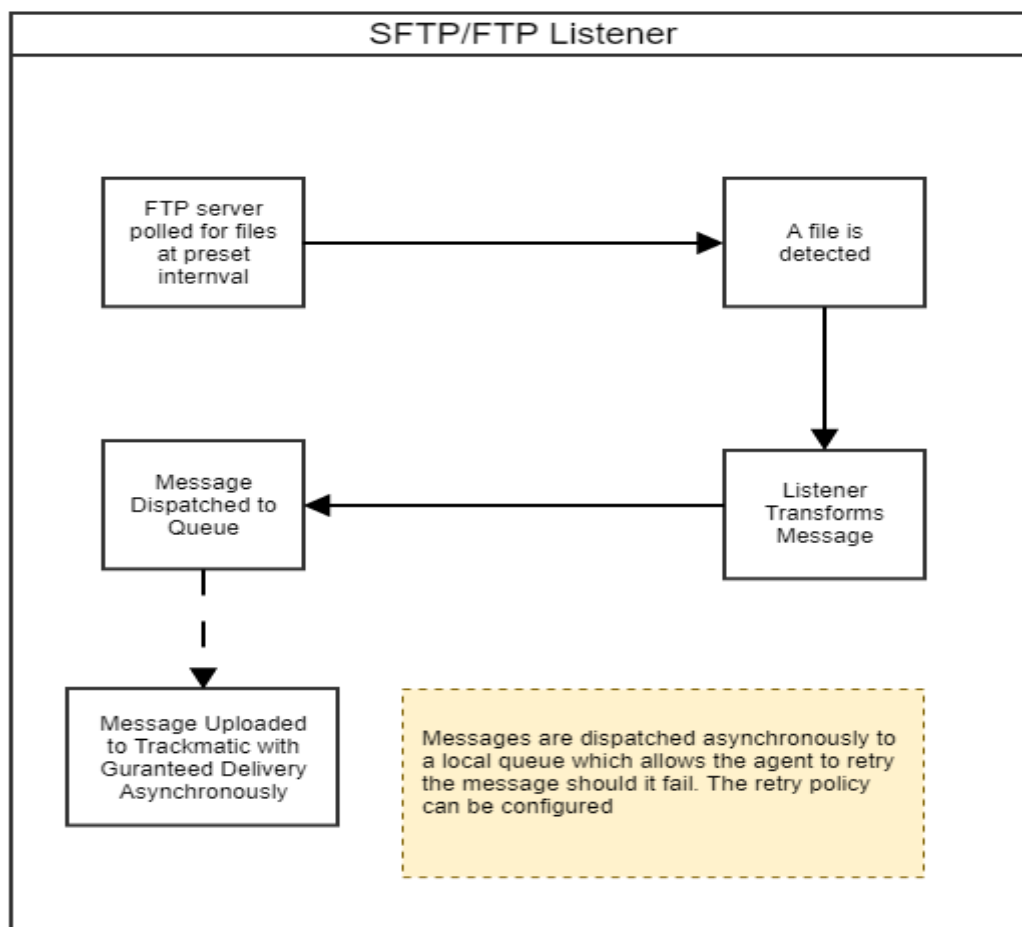 SFTP/FTP Listener
FTP server
polled for files
at preset
internval
A file is
detected
Listener
Transforms
Message
Message
Dispatched to
Queue
Message Uploaded
to Trackmatic with
Guranteed Delivery
Asynchronously
Messages are dispatched asynchronously to
a local queue which allows the agent to retry
the message should it fail. The retry policy
can be configured